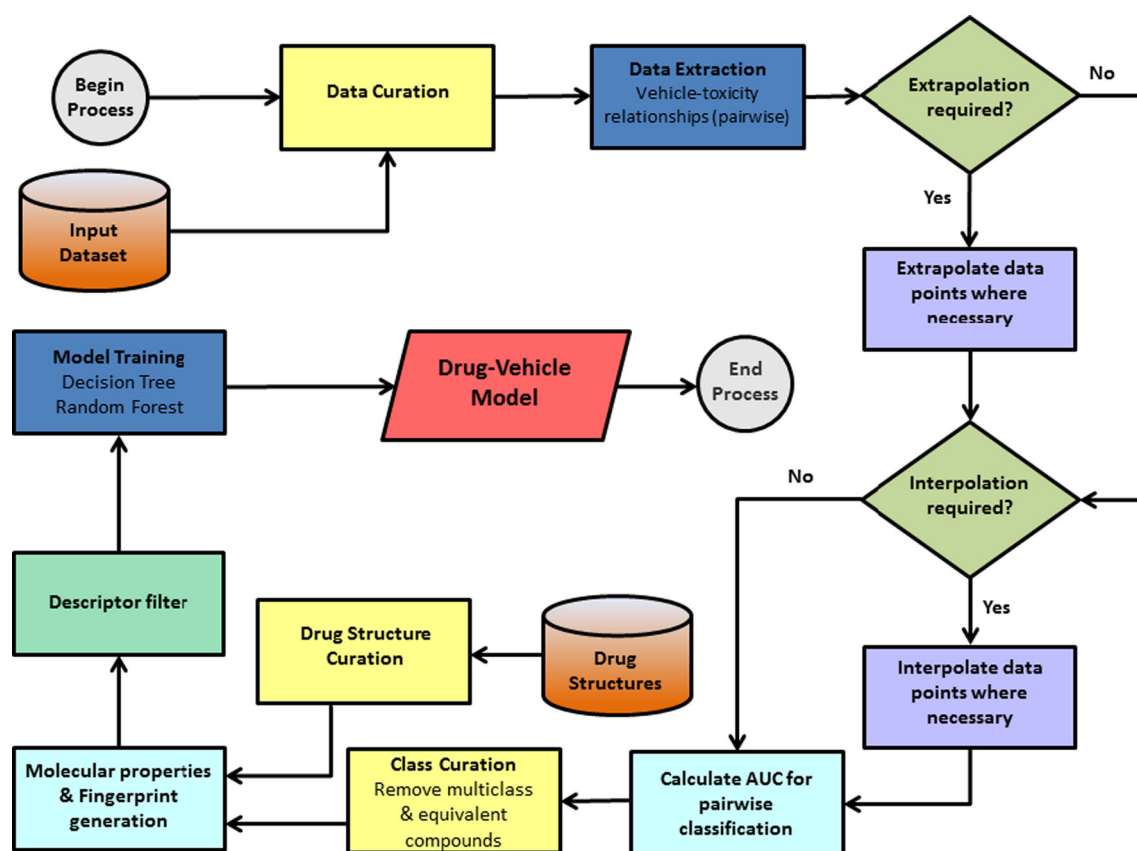 Begin
Process
Data Curation
Data Extraction
Vehicle-toxicity
relationships (pairwise)
Extrapolation
required?
No
Yes
Input
Dataset
Extrapolate data
points where
necessary
Model Training
Decision Tree
Random Forest
Drug-Vehicle
Model
End
Process
No
Interpolation
required?
Yes
Descriptor filter
Drug Structure
Curation
Drug
Structures
Interpolate data
points where
necessary
Molecular properties
& Fingerprint
generation
Class Curation
Remove multiclass
& equivalent
compounds
Calculate AUC for
pairwise
classification